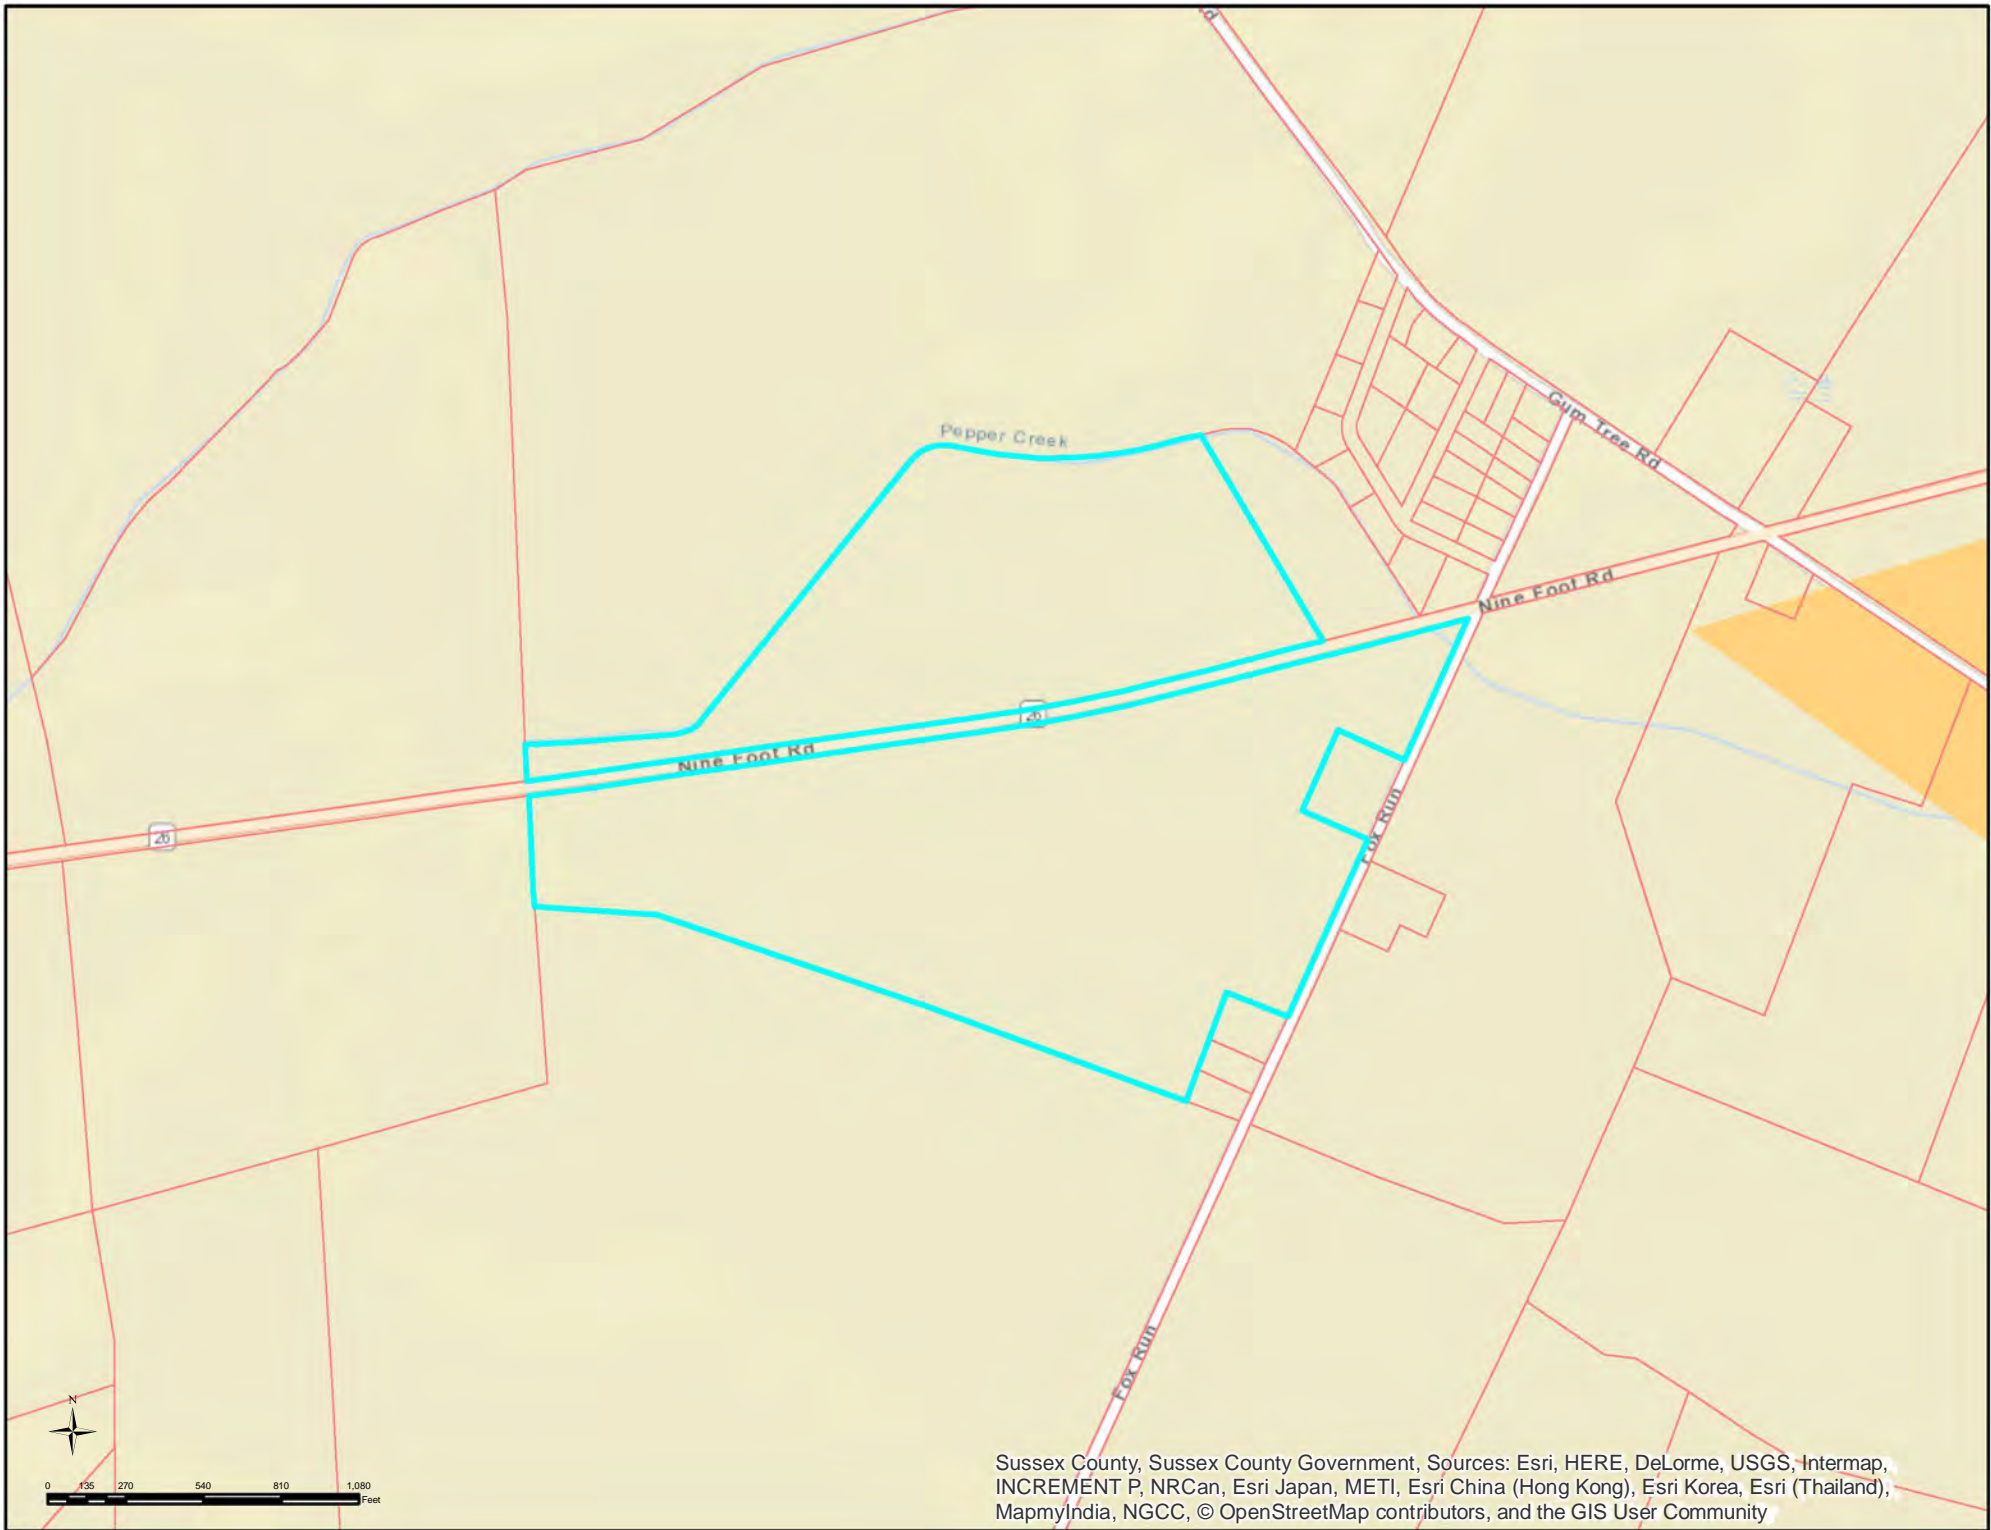 d
Pepper Creek
Gum Tree Rd
Nine Foot Rd
26
Nine Foot Rd
26
Fox Run
Fox Run
N
0 135 270 540 810 1,080
Feet
Sussex County, Sussex County Government, Sources: Esri, HERE, DeLorme, USGS, Intermap,
INCREMENT P, NRCan, Esri Japan, METI, Esri China (Hong Kong), Esri Korea, Esri (Thailand),
MapmyIndia, NGCC, © OpenStreetMap contributors, and the GIS User Community